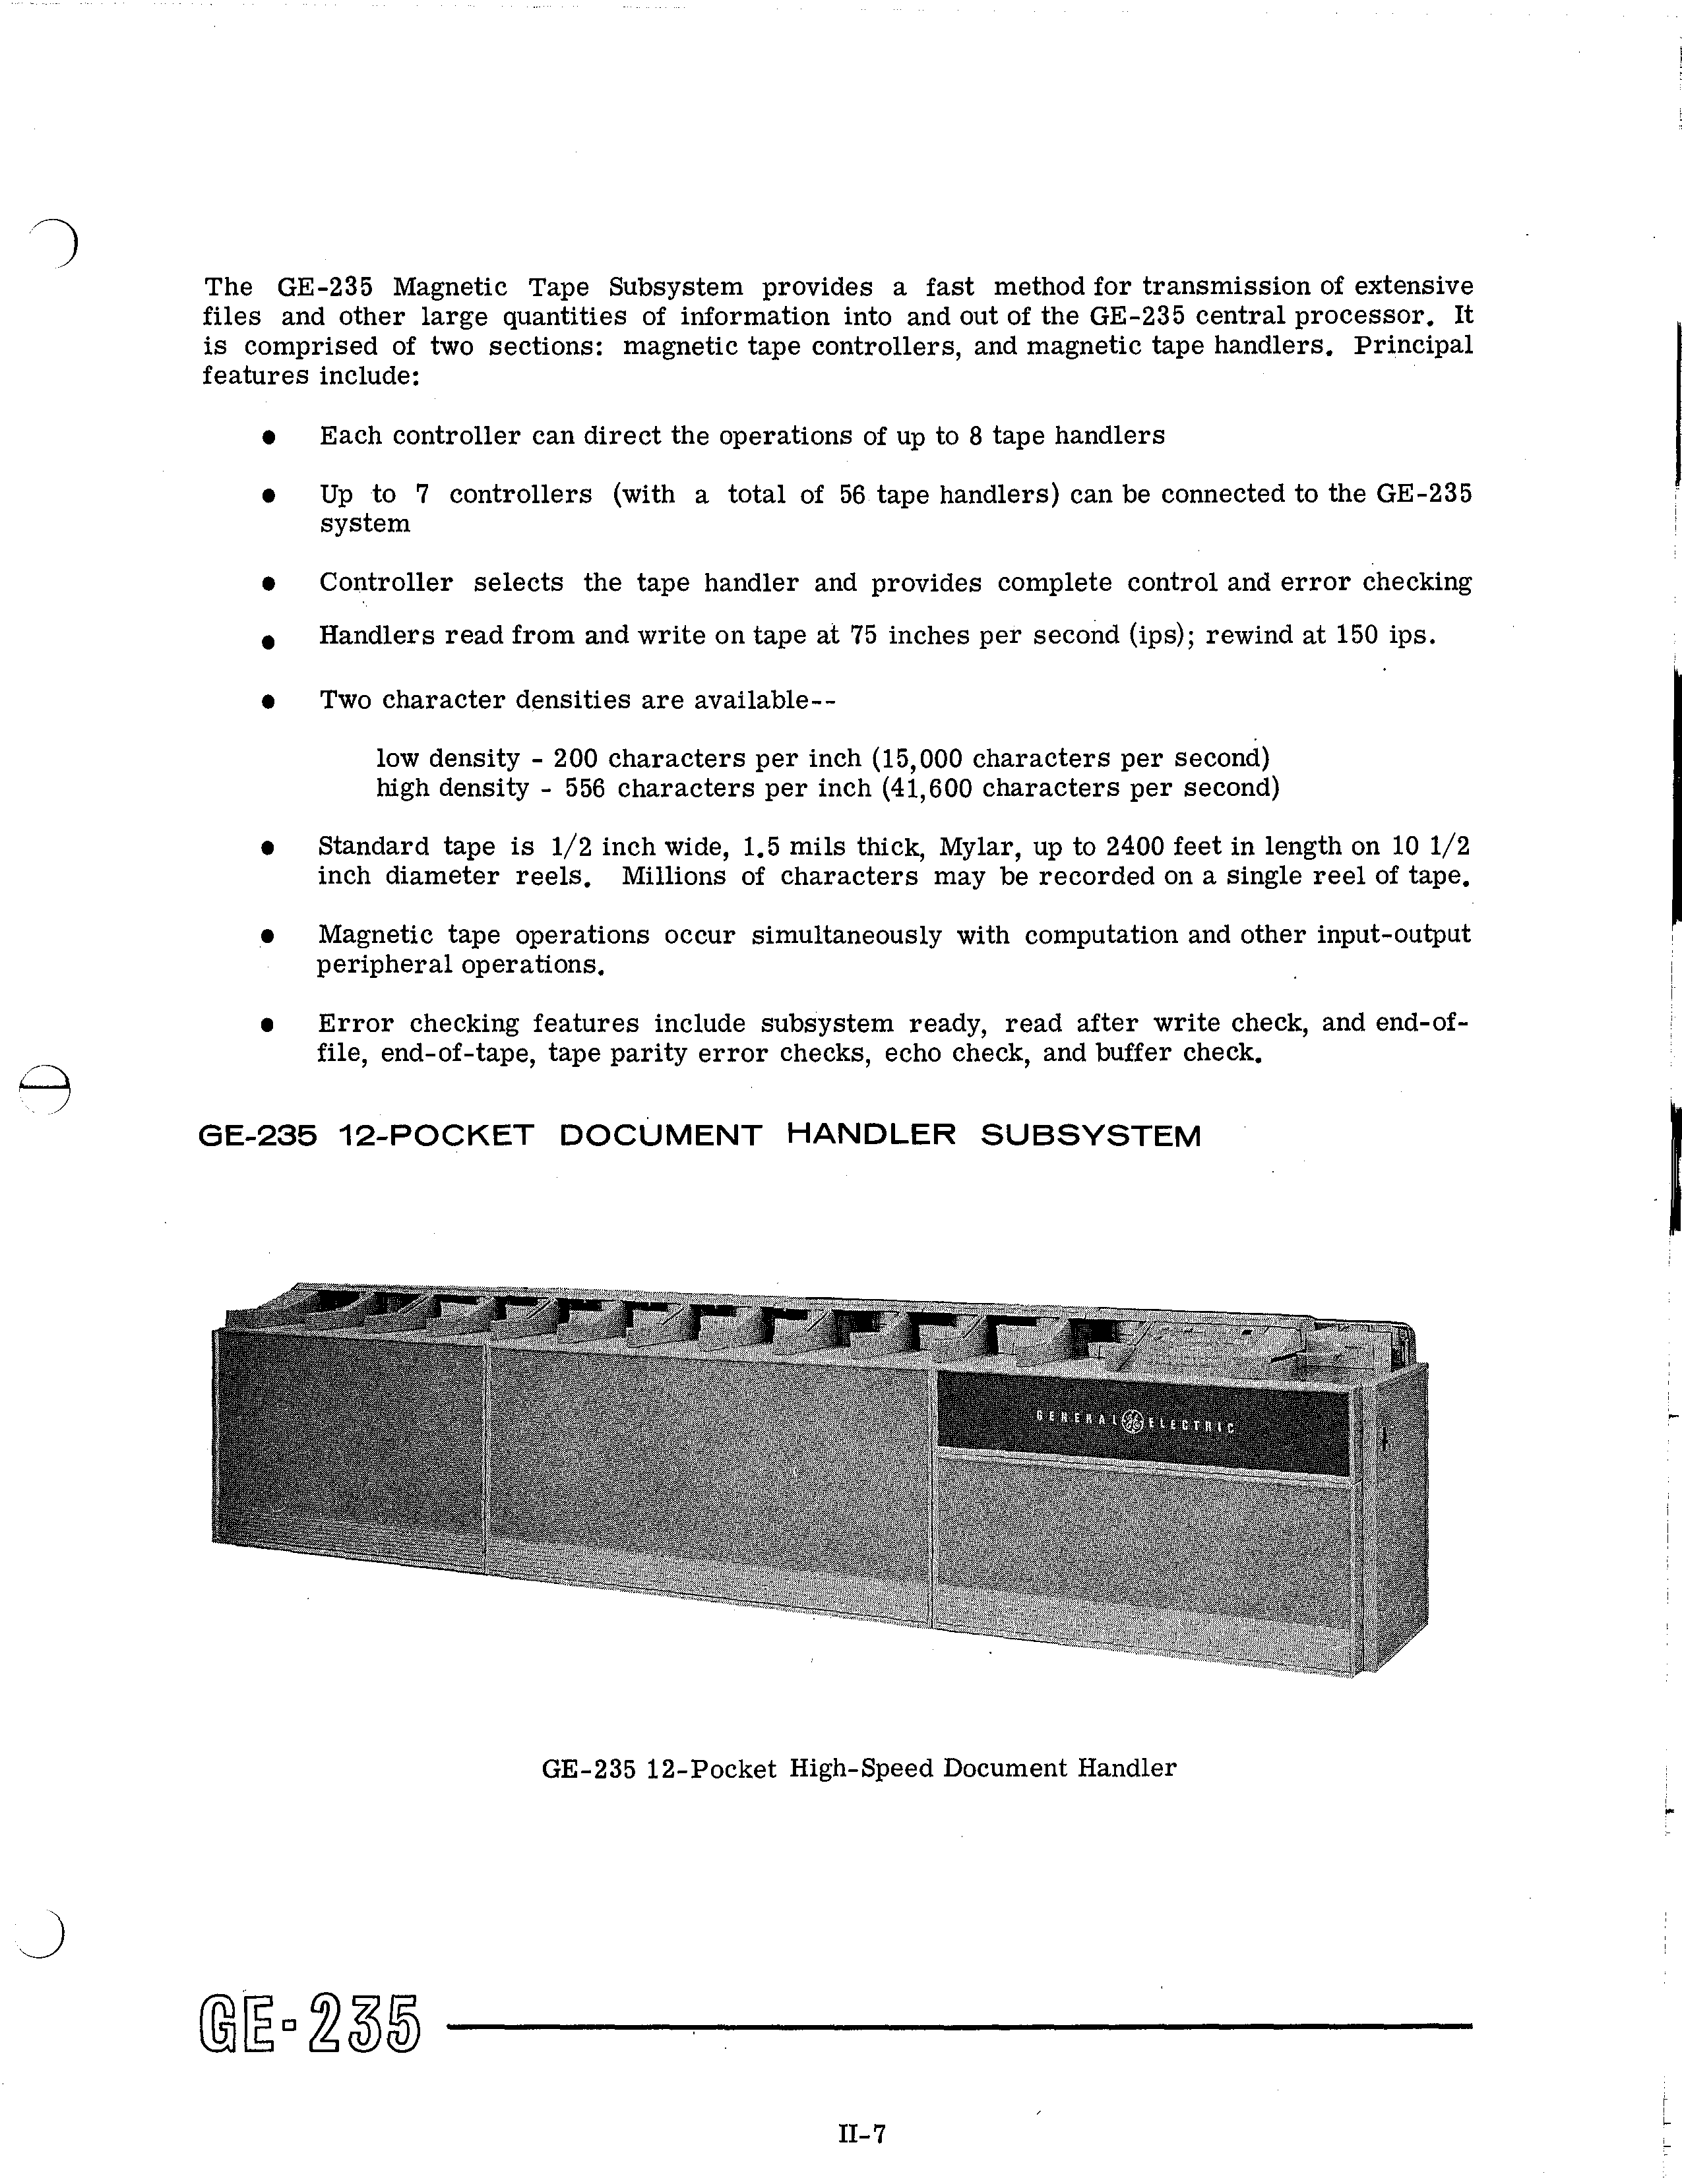 The GE-235 Magnetic Tape Subsystem provides a fast method for transmission of extensive
files and other large quantities of information into and out of the GE-235 central processor. It
is comprised of two sections: magnetic tape controllers, and magnetic tape handlers. Principal
features include:
● Each controller can direct the operations of up to 8 tape handlers
● Up to 7 controllers (with a total of 56 tape handlers) can be connected to the GE-235
system
● Controller selects the tape handler and provides complete control and error checking
● Handlers read from and write on tape at 75 inches per second (ips); rewind at 150 ips.
● Two character densities are available--
low density - 200 characters per inch (15,000 characters per second)
high density - 556 characters per inch (41,600 characters per second)
● Standard tape is 1/2 inch wide, 1.5 mils thick, Mylar, up to 2400 feet in length on 10 1/2
inch diameter reels. Millions of characters may be recorded on a single reel of tape.
● Magnetic tape operations occur simultaneously with computation and other input-output
peripheral operations.
● Error checking features include subsystem ready, read after write check, and end-of-
file, end-of-tape, tape parity error checks, echo check, and buffer check.
GE-235 12-POCKET DOCUMENT HANDLER SUBSYSTEM
GENERAL GE ELECTRIC
GE-235 12-Pocket High-Speed Document Handler
GE-235
II-7